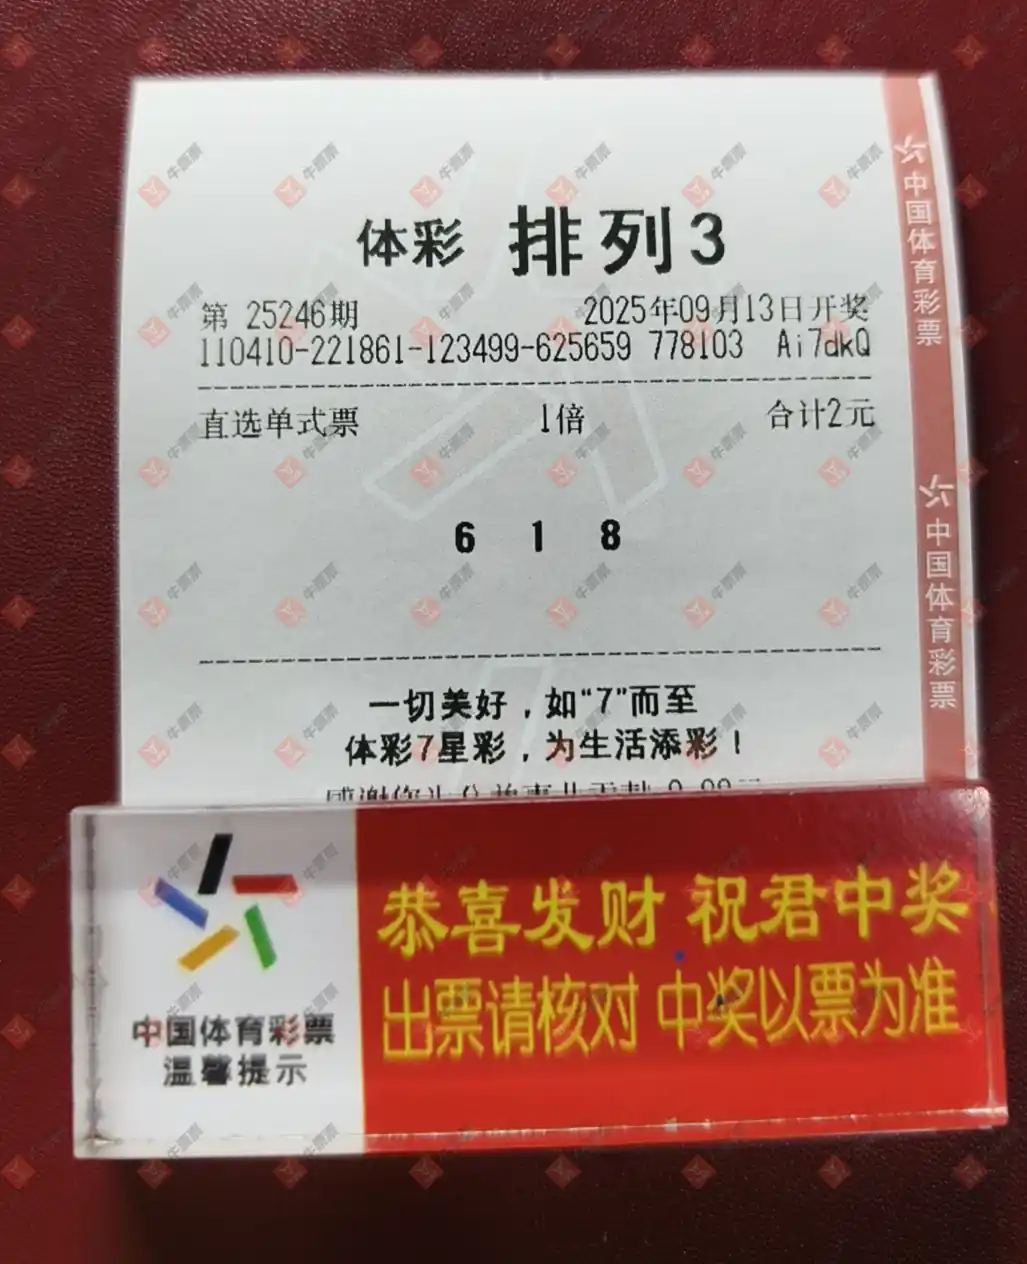 体彩 排列3
第 25246期 2025年09月13日开奖
110410-221861-123499-625659 778103 Ai7dkQ
直选单式票 1倍 合计2元
6 1 8
一切美好，如“7”而至
体彩7星彩，为生活添彩！
中国体育彩票
中国体育彩票
恭喜发财 祝君中奖
出票请核对 中奖以票为准
中国体育彩票
温馨提示
牛票票